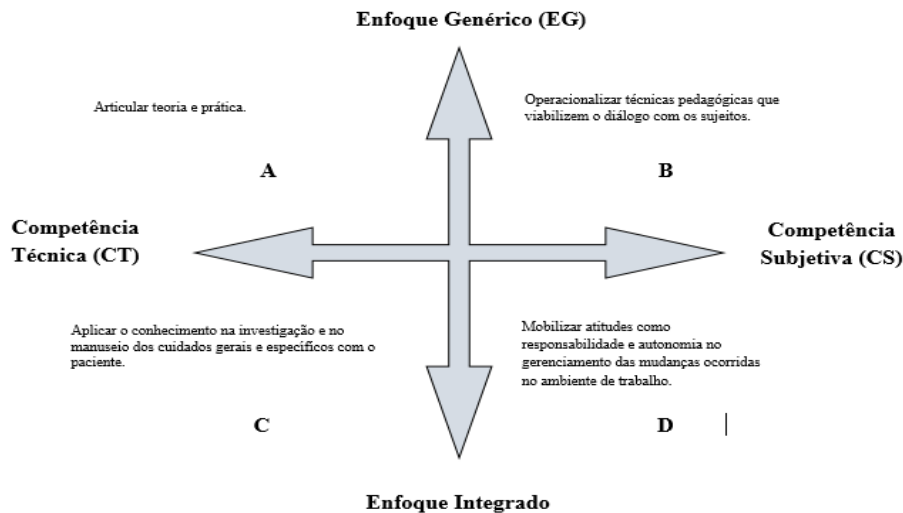 Enfoque Genérico (EG)
Articular teoria e prática.
Operacionalizar técnicas pedagógicas que
viabilizem o diálogo com os sujeitos.
A
B
Competência
Técnica (CT)
Competência
Subjetiva (CS)
Aplicar o conhecimento na investigação e no
manuseio dos cuidados gerais e específicos com o
paciente.
Mobilizar atitudes como
responsabilidade e autonomia no
gerenciamento das mudanças ocorridas
no ambiente de trabalho.
C
D
Enfoque Integrado